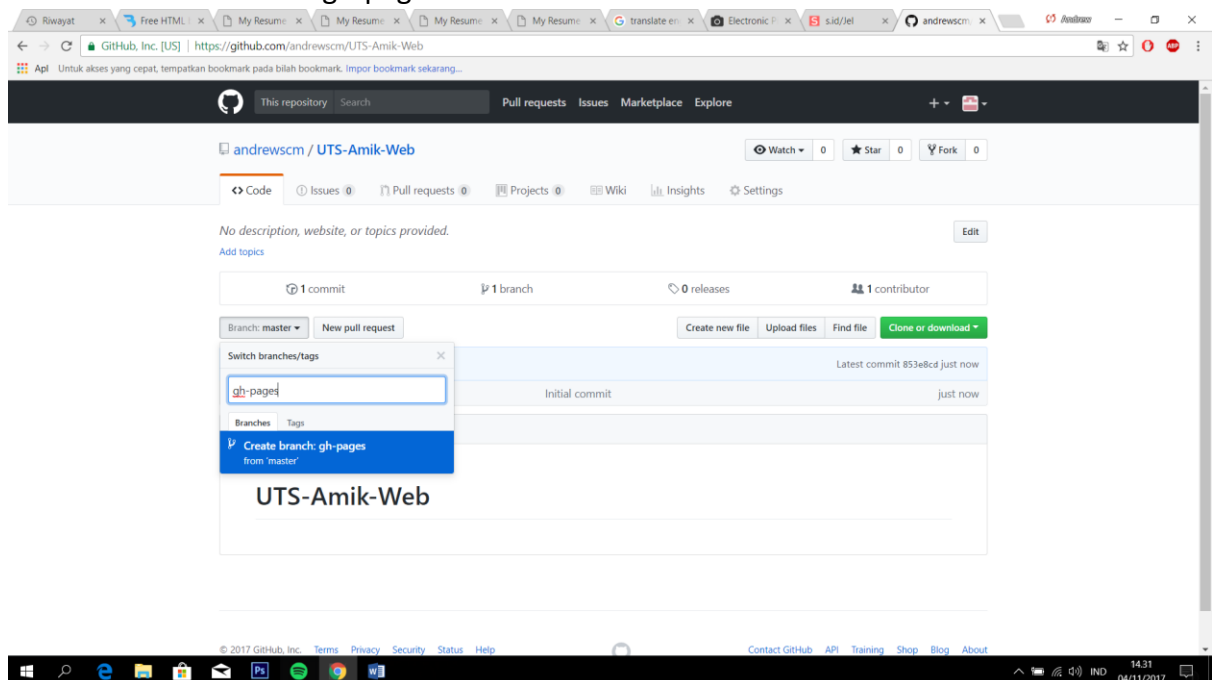 Riwayat Free HTML My Resume My Resume My Resume My Resume translate en Electronic P s.id/Jel andrewscm Andrew
GitHub, Inc. [US] https://github.com/andrewscm/UTS-Amik-Web
Apl Untuk akses yang cepat, tempatkan bookmark pada bilah bookmark. Impor bookmark sekarang...
This repository Search Pull requests Issues Marketplace Explore
andrewscm / UTS-Amik-Web Watch 0 Star 0 Fork 0
Code Issues 0 Pull requests 0 Projects 0 Wiki Insights Settings
No description, website, or topics provided. Edit
Add topics
1 commit 1 branch 0 releases 1 contributor
Branch: master New pull request Create new file Upload files Find file Clone or download
Switch branches/tags Latest commit 853e8cd just now
gh-pages Initial commit just now
Branches Tags
Create branch: gh-pages
from 'master'
UTS-Amik-Web
© 2017 GitHub, Inc. Terms Privacy Security Status Help Contact GitHub API Training Shop Blog About
Ps IND 14.31
04/11/2017